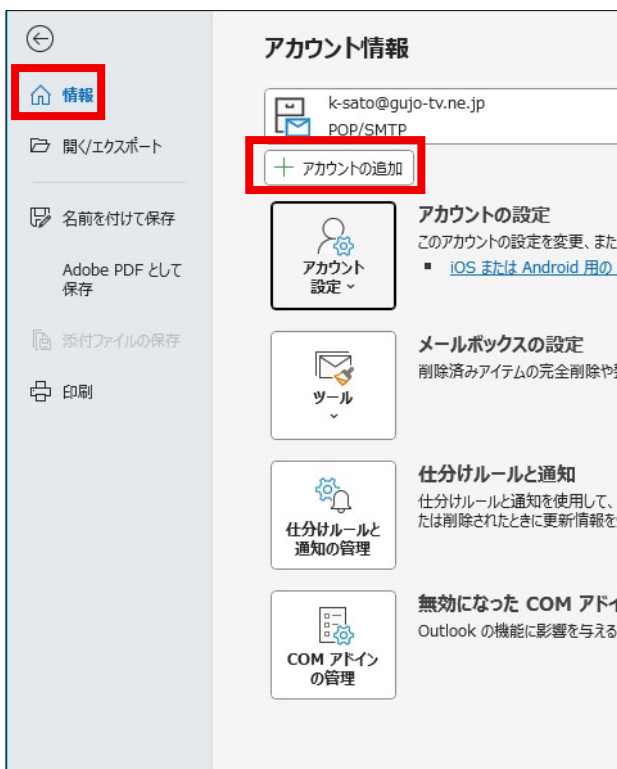 情報
開く/エクスポート
名前を付けて保存
Adobe PDF として
保存
添付ファイルの保存
印刷
アカウント情報
k-sato@gujo-tv.ne.jp
POP/SMTP
アカウントの追加
アカウント
設定
アカウントの設定
このアカウントの設定を変更、また
iOS または Android 用の
ツール
メールボックスの設定
削除済みアイテムの完全削除や
仕分けルールと
通知の管理
仕分けルールと通知
仕分けルールと通知を使用して、
たは削除されたときに更新情報を
COM アドイン
の管理
無効になった COM アドイ
Outlook の機能に影響を与える